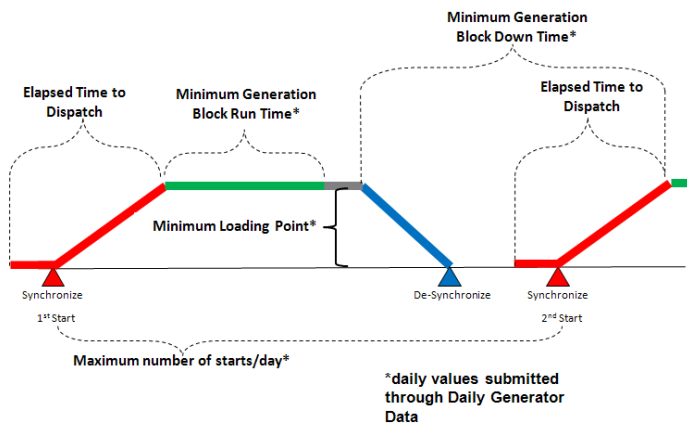 Minimum Generation
Block Down Time*
Elapsed Time to
Dispatch
Minimum Generation
Block Run Time*
Elapsed Time to
Dispatch
Minimum Loading Point*
Synchronize
De-Synchronize
Synchronize
1st Start
2nd Start
Maximum number of starts/day*
*daily values submitted
through Daily Generator
Data